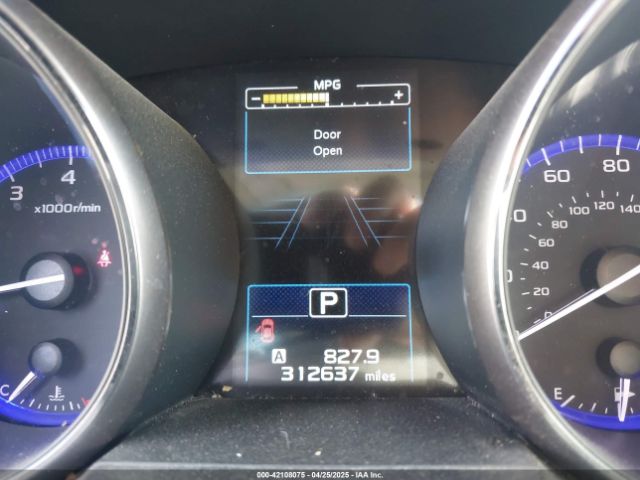 MPG
− +
Door
Open
3 4
x1000r/min
60 80
100 120 140
80
60
40
20
0
P
A 827.9
312637 miles
C
E
000-42108075 - 04/25/2025 - IAA Inc.